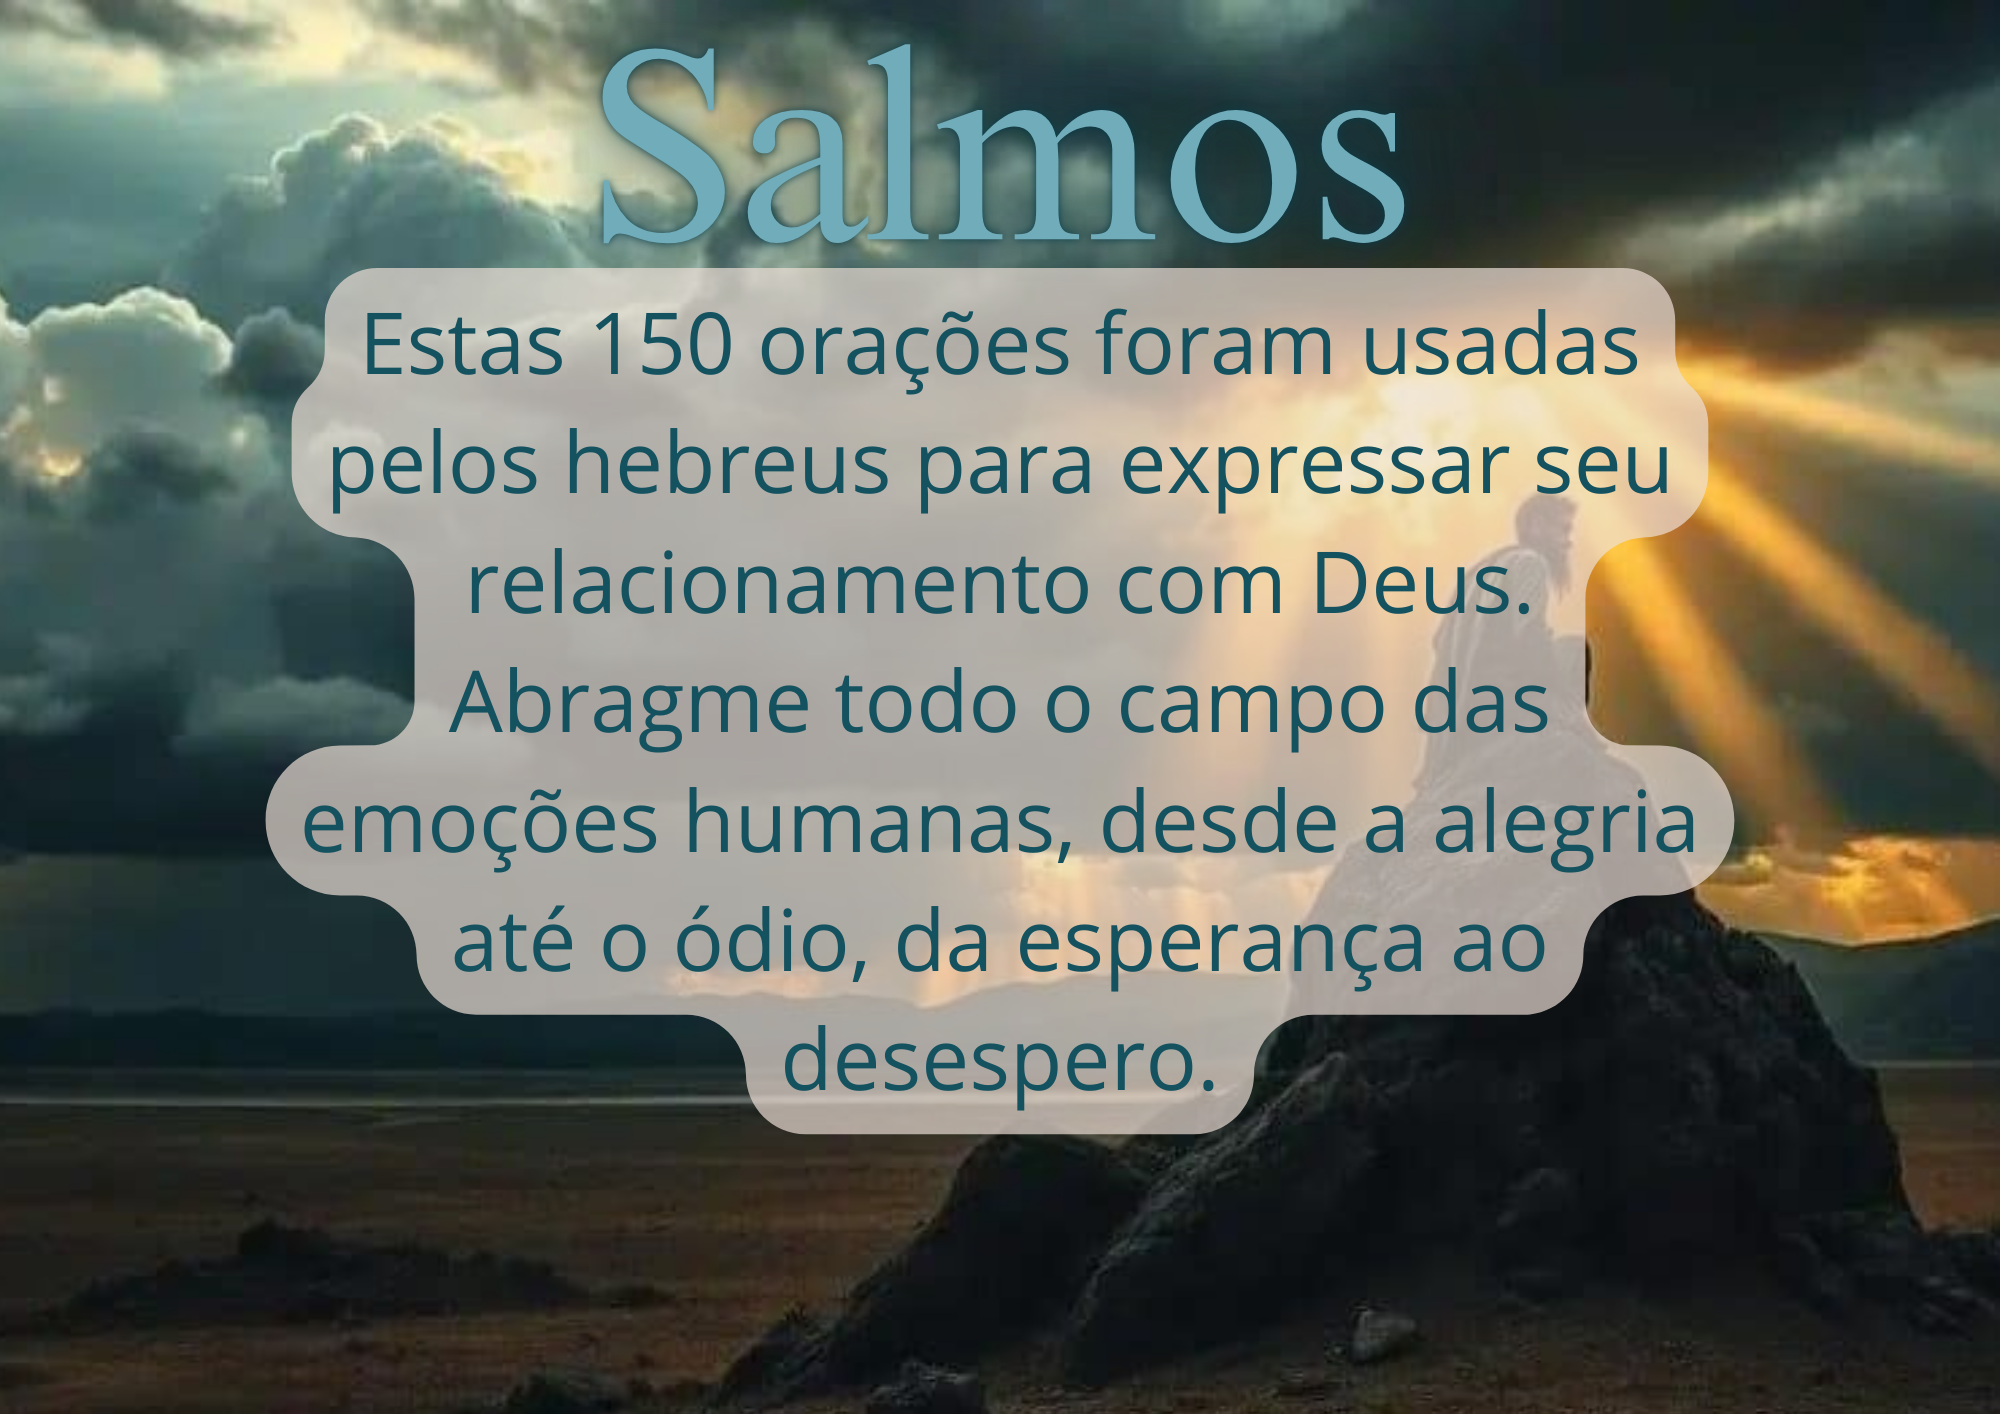 Salmos
Estas 150 orações foram usadas
pelos hebreus para expressar seu
relacionamento com Deus.
Abragme todo o campo das
emoções humanas, desde a alegria
até o ódio, da esperança ao
desespero.